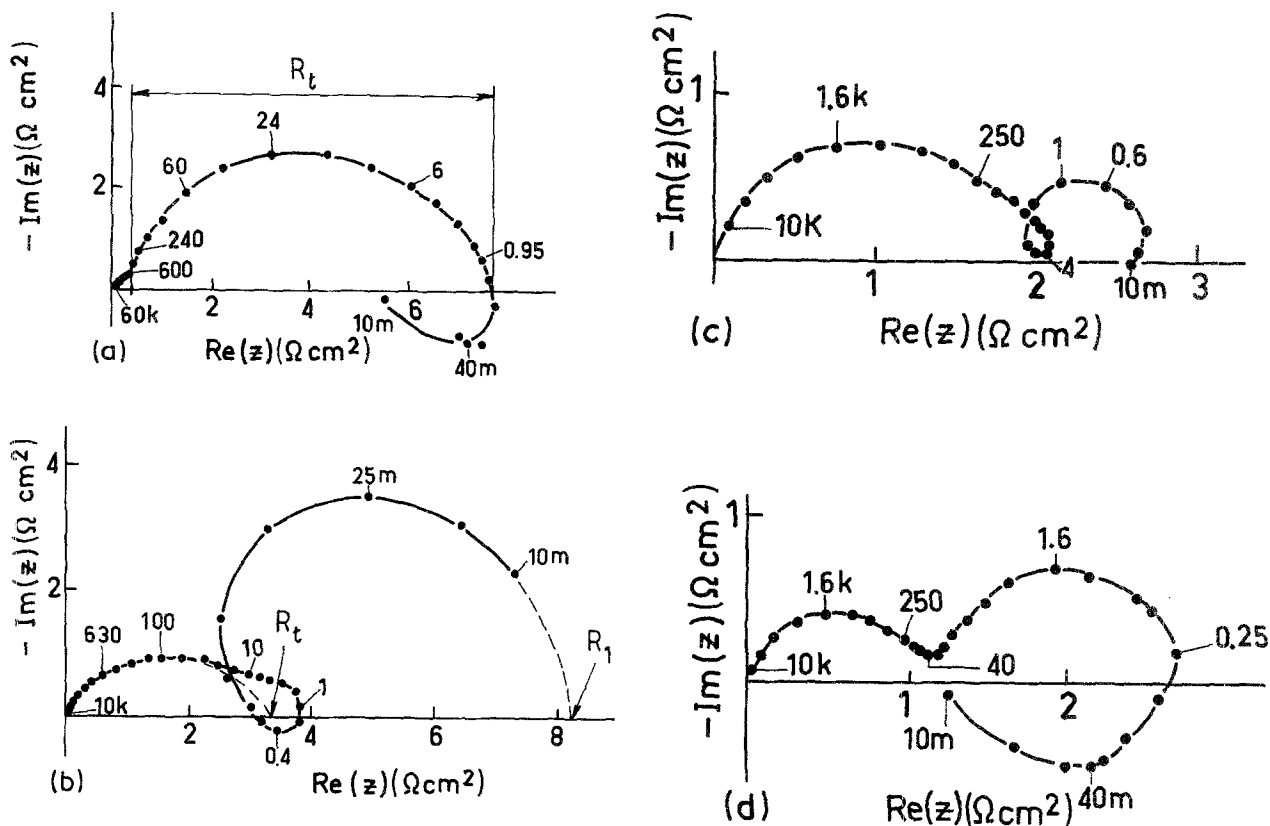 − Im(z)(Ω cm²)
4
2
R_t
24
60
240
600
60k
6
0.95
10m
40m
2
4
6
Re(z)(Ω cm²)
(a)
− Im(z)(Ω cm²)
1
1.6k
250
10K
1
0.6
4
10m
1
2
3
(c)
Re(z)(Ω cm²)
− Im(z)(Ω cm²)
4
2
25m
10m
630
100
10
R_t
R_1
10k
1
0.4
2
4
6
8
(b)
Re(z)(Ωcm²)
− Im(z)(Ω cm²)
1
1.6k
250
10k
40
1.6
0.25
10m
40m
1
2
(d)
Re(z)(Ωcm²)